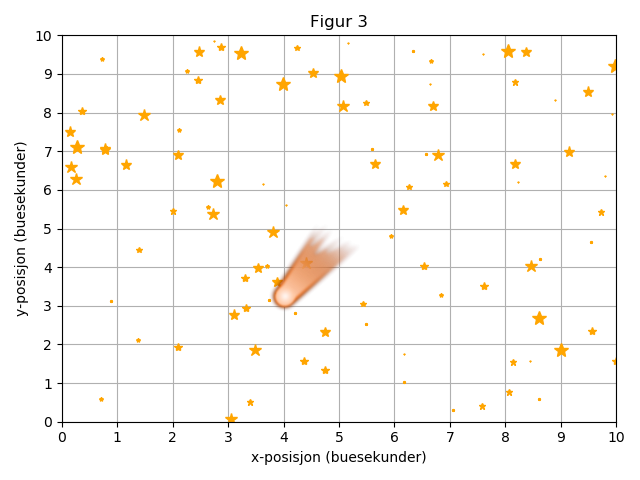 Figur 3
10
9
8
7
6
5
4
3
2
1
0
y-posisjon (buesekunder)
0 1 2 3 4 5 6 7 8 9 10
x-posisjon (buesekunder)